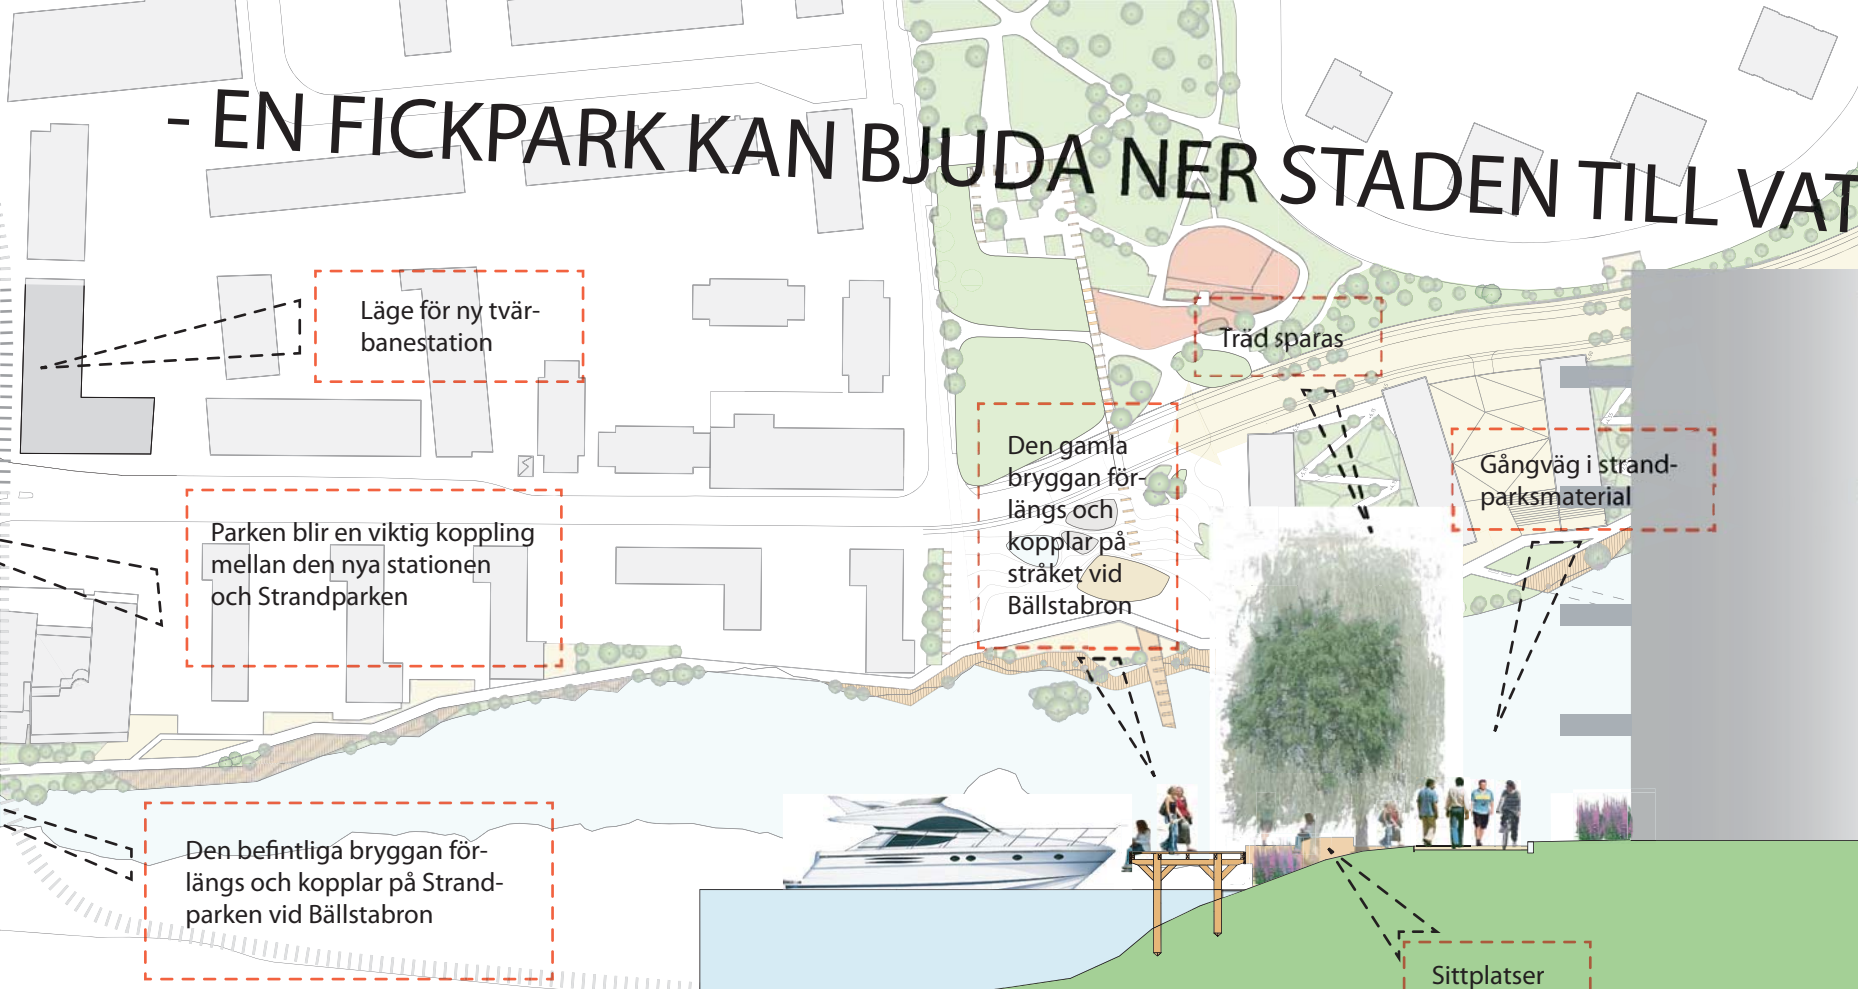 - EN FICKPARK KAN BJUDA NER STADEN TILL VAT
Läge för ny tvär-
banestation
Träd sparas
Den gamla
bryggan för-
längs och
kopplar på
stråket vid
Bällstabron
Gångväg i strand-
parksmaterial
Parken blir en viktig koppling
mellan den nya stationen
och Strandparken
Den befintliga bryggan för-
längs och kopplar på Strand-
parken vid Bällstabron
Sittplatser